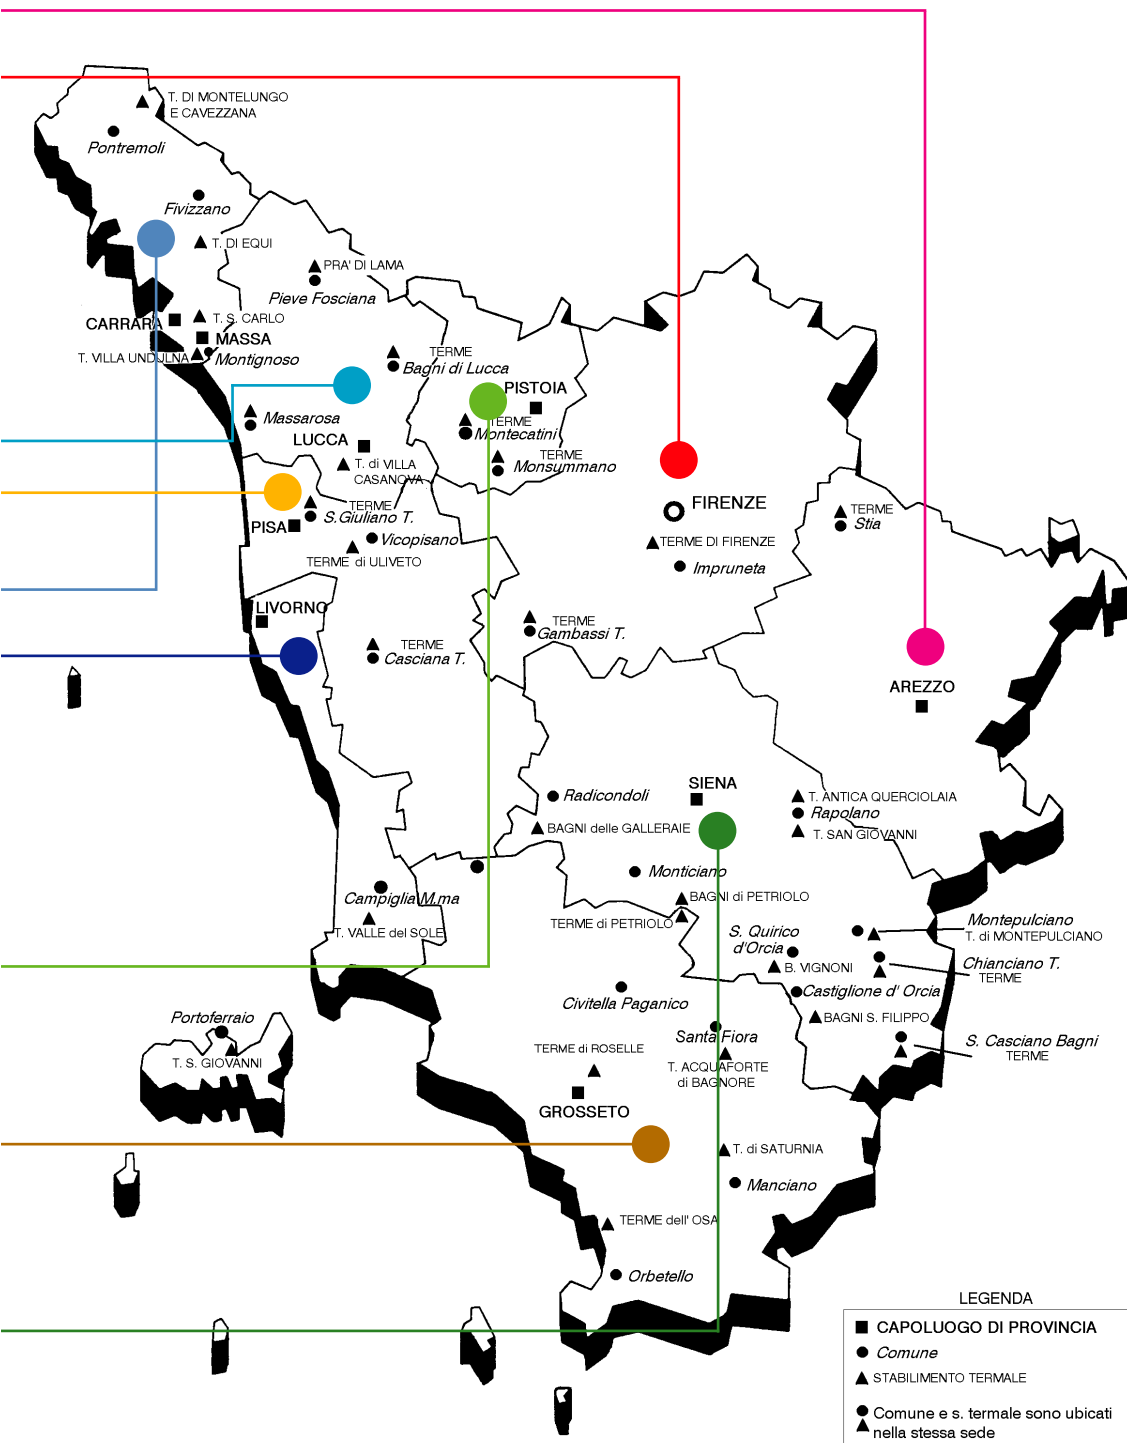 T. DI MONTELUNGO
E CAVEZZANA
Pontremoli
Fivizzano
T. DI EQUI
PRA' DI LAMA
Pieve Fosciana
CARRARA
T. S. CARLO
MASSA
T. VILLA UNDULNA
Montignoso
TERME
Bagni di Lucca
PISTOIA
Massarosa
TERME
Montecatini
LUCCA
TERME
Monsummano
T. di VILLA
CASANOVA
TERME
S.Giuliano T.
PISA
Vicopisano
TERME di ULIVETO
FIRENZE
TERME DI FIRENZE
Impruneta
TERME
Stia
LIVORNO
TERME
Gambassi T.
TERME
Casciana T.
AREZZO
SIENA
Radicondoli
T. ANTICA QUERCIOLAIA
Rapolano
BAGNI delle GALLERAIE
T. SAN GIOVANNI
Monticiano
Campiglia M.ma
BAGNI di PETRIOLO
TERME di PETRIOLO
T. VALLE del SOLE
Montepulciano
T. di MONTEPULCIANO
S. Quirico
d'Orcia
B. VIGNONI
Chianciano T.
TERME
Castiglione d' Orcia
Civitella Paganico
BAGNI S. FILIPPO
Portoferraio
T. S. GIOVANNI
Santa Fiora
S. Casciano Bagni
TERME
TERME di ROSELLE
T. ACQUAFORTE
di BAGNORE
GROSSETO
T. di SATURNIA
Manciano
TERME dell' OSA
Orbetello
LEGENDA
CAPOLUOGO DI PROVINCIA
Comune
STABILIMENTO TERMALE
Comune e s. termale sono ubicati
nella stessa sede